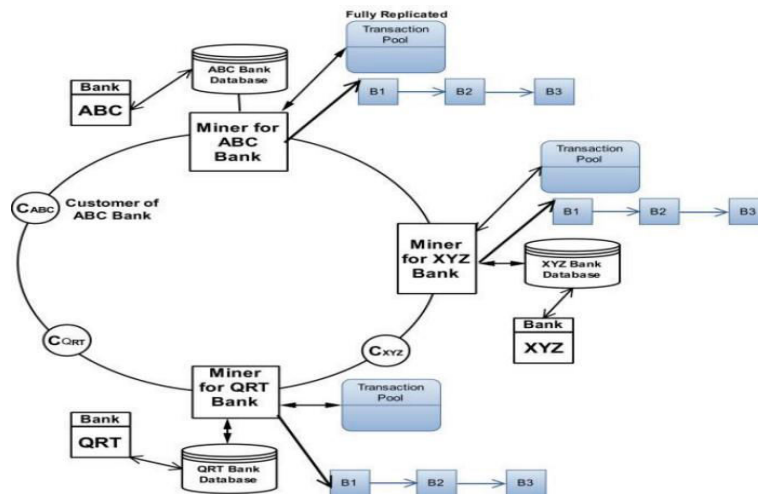 Fully Replicated
Transaction
Pool
ABC Bank
Database
Bank
ABC
B1
B2
B3
Miner for
ABC
Bank
Transaction
Pool
CABC
Customer of
ABC Bank
B1
B2
B3
Miner
for XYZ
Bank
XYZ Bank
Database
Bank
XYZ
CQRT
CXYZ
Miner
for QRT
Bank
Transaction
Pool
Bank
QRT
QRT Bank
Database
B1
B2
B3